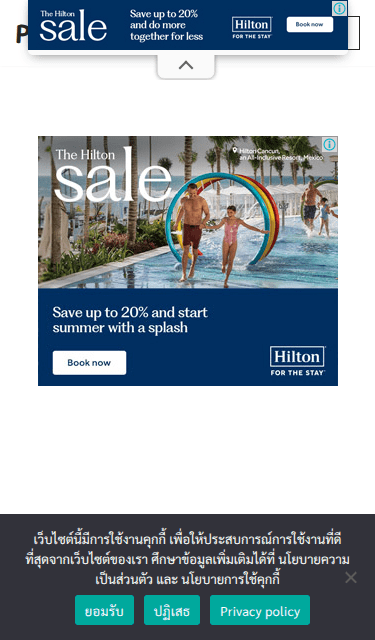 The Hilton
sale
Save up to 20%
and do more
together for less
Hilton
FOR THE STAY
Book now
P
The Hilton
sale
Hilton Cancun,
an All-Inclusive Resort, Mexico
Save up to 20% and start
summer with a splash
Book now
Hilton
FOR THE STAY
เว็บไซต์นี้มีการใช้งานคุกกี้ เพื่อให้ประสบการณ์การใช้งานที่ดี
ที่สุดจากเว็บไซต์ของเรา ศึกษาข้อมูลเพิ่มเติมได้ที่ นโยบายความ
เป็นส่วนตัว และ นโยบายการใช้คุกกี้
ยอมรับ
ปฏิเสธ
Privacy policy